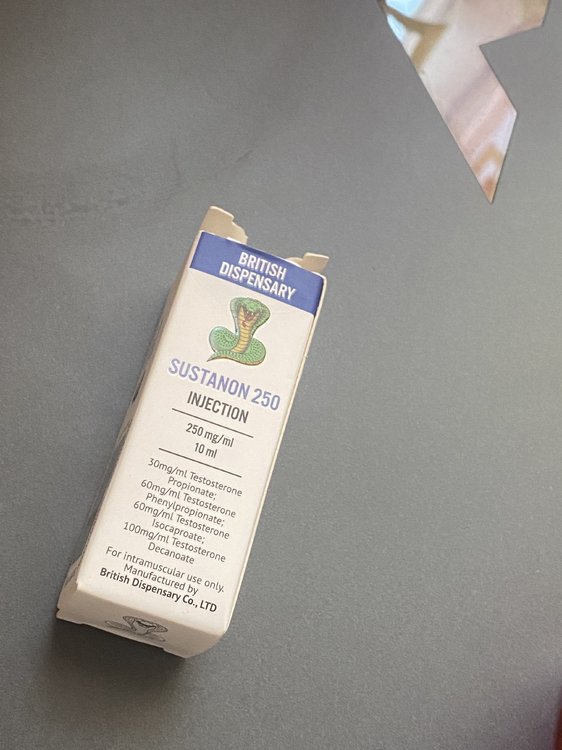 BRITISH
DISPENSARY
SUSTANON 250
INJECTION
250 mg/ml
10 ml
30mg/ml Testosterone
Propionate;
60mg/ml Testosterone
Phenylpropionate;
60mg/ml Testosterone
Isocaproate;
100mg/ml Testosterone
Decanoate
For intramuscular use only.
Manufactured by
British Dispensary Co., LTD